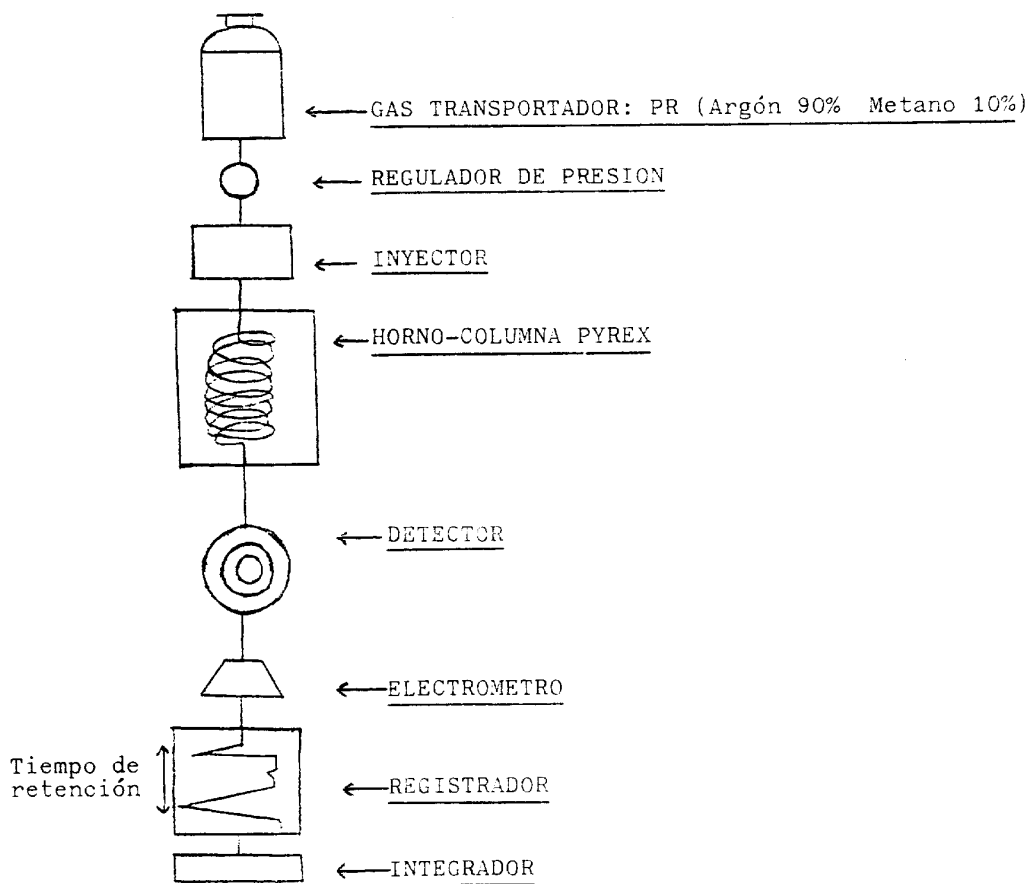 GAS TRANSPORTADOR: PR (Argón 90% Metano 10%)
REGULADOR DE PRESION
INYECTOR
HORNO-COLUMNA PYREX
DETECTOR
ELECTROMETRO
Tiempo de
retención
REGISTRADOR
INTEGRADOR